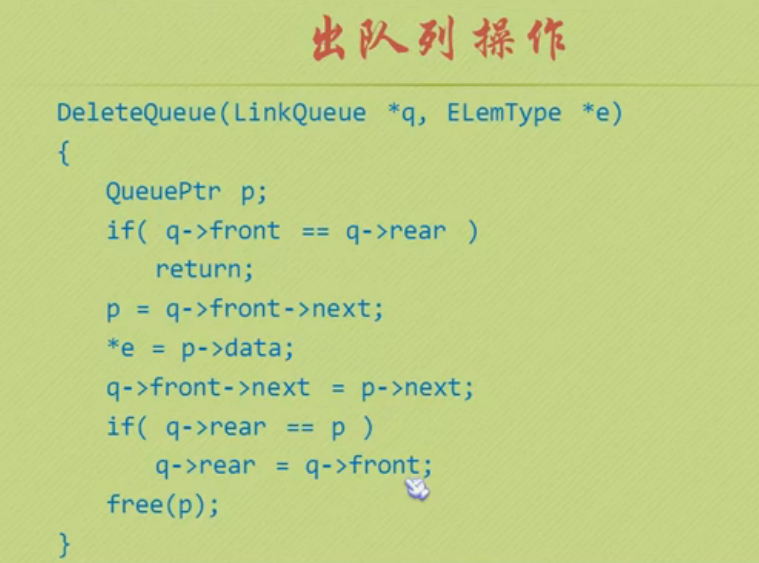 出队列操作
DeleteQueue(LinkQueue *q, ELemType *e)
{
QueuePtr p;
if( q->front == q->rear )
return;
p = q->front->next;
*e = p->data;
q->front->next = p->next;
if( q->rear == p )
q->rear = q->front;
free(p);
}